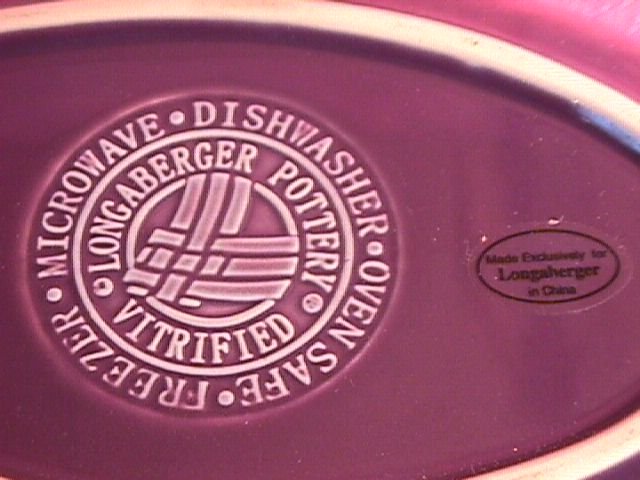 MICROWAVE • DISHWASHER • OVEN SAFE • FREEZER •
LONGABERGER POTTERY ®
VITRIFIED
Made Exclusively for
Longaberger
in China